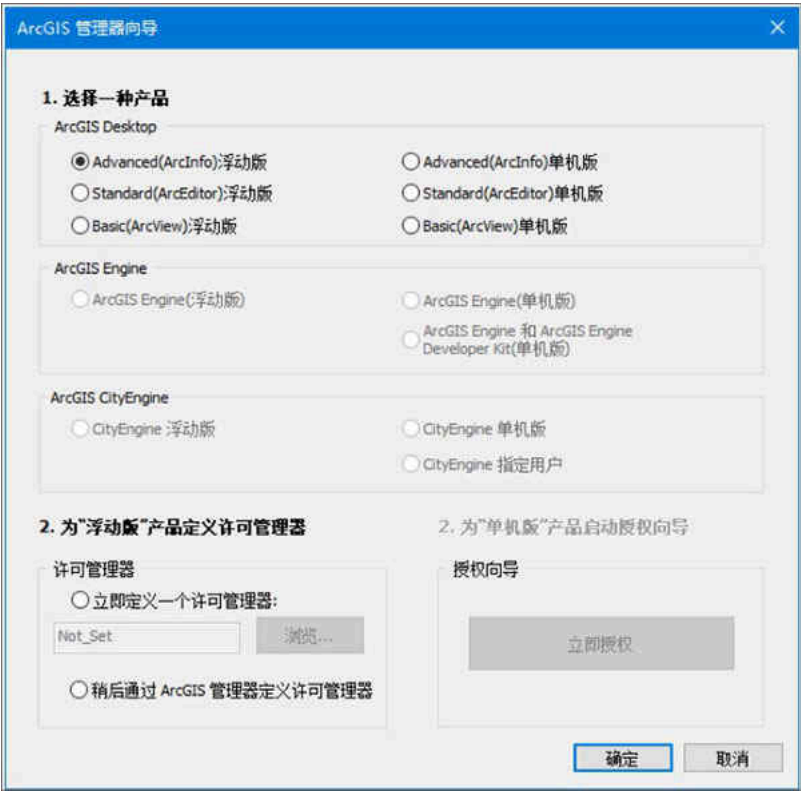 ArcGIS 管理器向导
1. 选择一种产品
ArcGIS Desktop
Advanced(ArcInfo)浮动版
Advanced(ArcInfo)单机版
Standard(ArcEditor)浮动版
Standard(ArcEditor)单机版
Basic(ArcView)浮动版
Basic(ArcView)单机版
ArcGIS Engine
ArcGIS Engine(浮动版)
ArcGIS Engine(单机版)
ArcGIS Engine 和 ArcGIS Engine
Developer Kit(单机版)
ArcGIS CityEngine
CityEngine 浮动版
CityEngine 单机版
CityEngine 指定用户
2. 为"浮动版"产品定义许可管理器
许可管理器
立即定义一个许可管理器:
Not_Set
浏览...
稍后通过 ArcGIS 管理器定义许可管理器
2. 为"单机版"产品启动授权向导
授权向导
立即授权
确定
取消